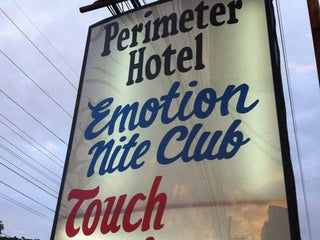 Perimeter
Hotel
Emotion
Nite Club
Touch